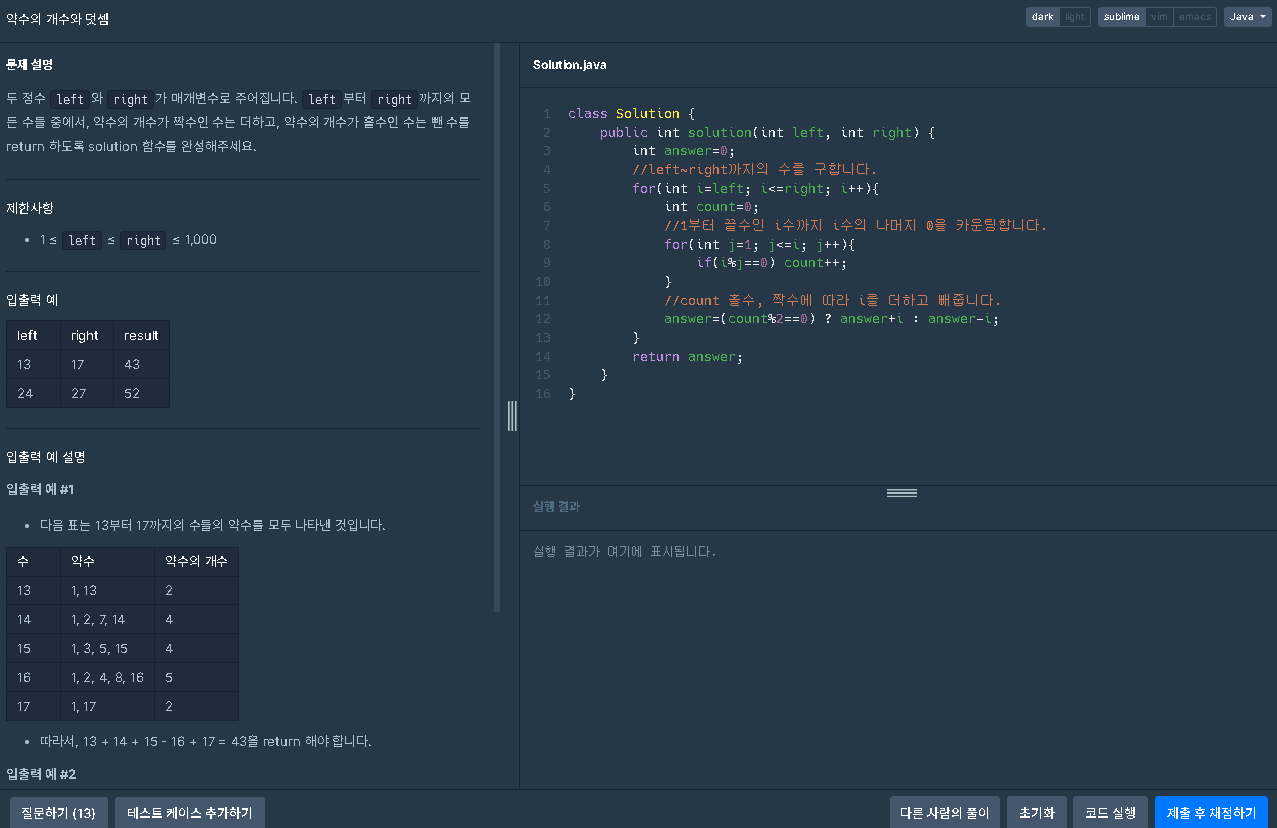 약수의 개수와 덧셈
dark light sublime vim emacs Java
문제 설명
두 정수 left와 right가 매개변수로 주어집니다. left부터 right까지의 모
든 수들 중에서, 약수의 개수가 짝수인 수는 더하고, 약수의 개수가 홀수인 수는 뺀 수를
return 하도록 solution 함수를 완성해주세요.
제한사항
• 1 ≤ left ≤ right ≤ 1,000
입출력 예
left right result
13 17 43
24 27 52
입출력 예 설명
입출력 예 #1
• 다음 표는 13부터 17까지의 수들의 약수를 모두 나타낸 것입니다.
수 약수 약수의 개수
13 1, 13 2
14 1, 2, 7, 14 4
15 1, 3, 5, 15 4
16 1, 2, 4, 8, 16 5
17 1, 17 2
• 따라서, 13 + 14 + 15 - 16 + 17 = 43을 return 해야 합니다.
입출력 예 #2
Solution.java
1 class Solution {
2     public int solution(int left, int right) {
3         int answer=0;
4         //left~right까지의 수를 구합니다.
5         for(int i=left; i<=right; i++){
6             int count=0;
7             //1부터 끝수인 i수까지 i수의 나머지 0을 카운팅합니다.
8             for(int j=1; j<=i; j++){
9                 if(i%j==0) count++;
10             }
11             //count 홀수, 짝수에 따라 i를 더하고 빼줍니다.
12             answer=(count%2==0) ? answer+i : answer-i;
13         }
14         return answer;
15     }
16 }
실행 결과
실행 결과가 여기에 표시됩니다.
질문하기 (13) 테스트 케이스 추가하기 다른 사람의 풀이 초기화 코드 실행 제출 후 채점하기